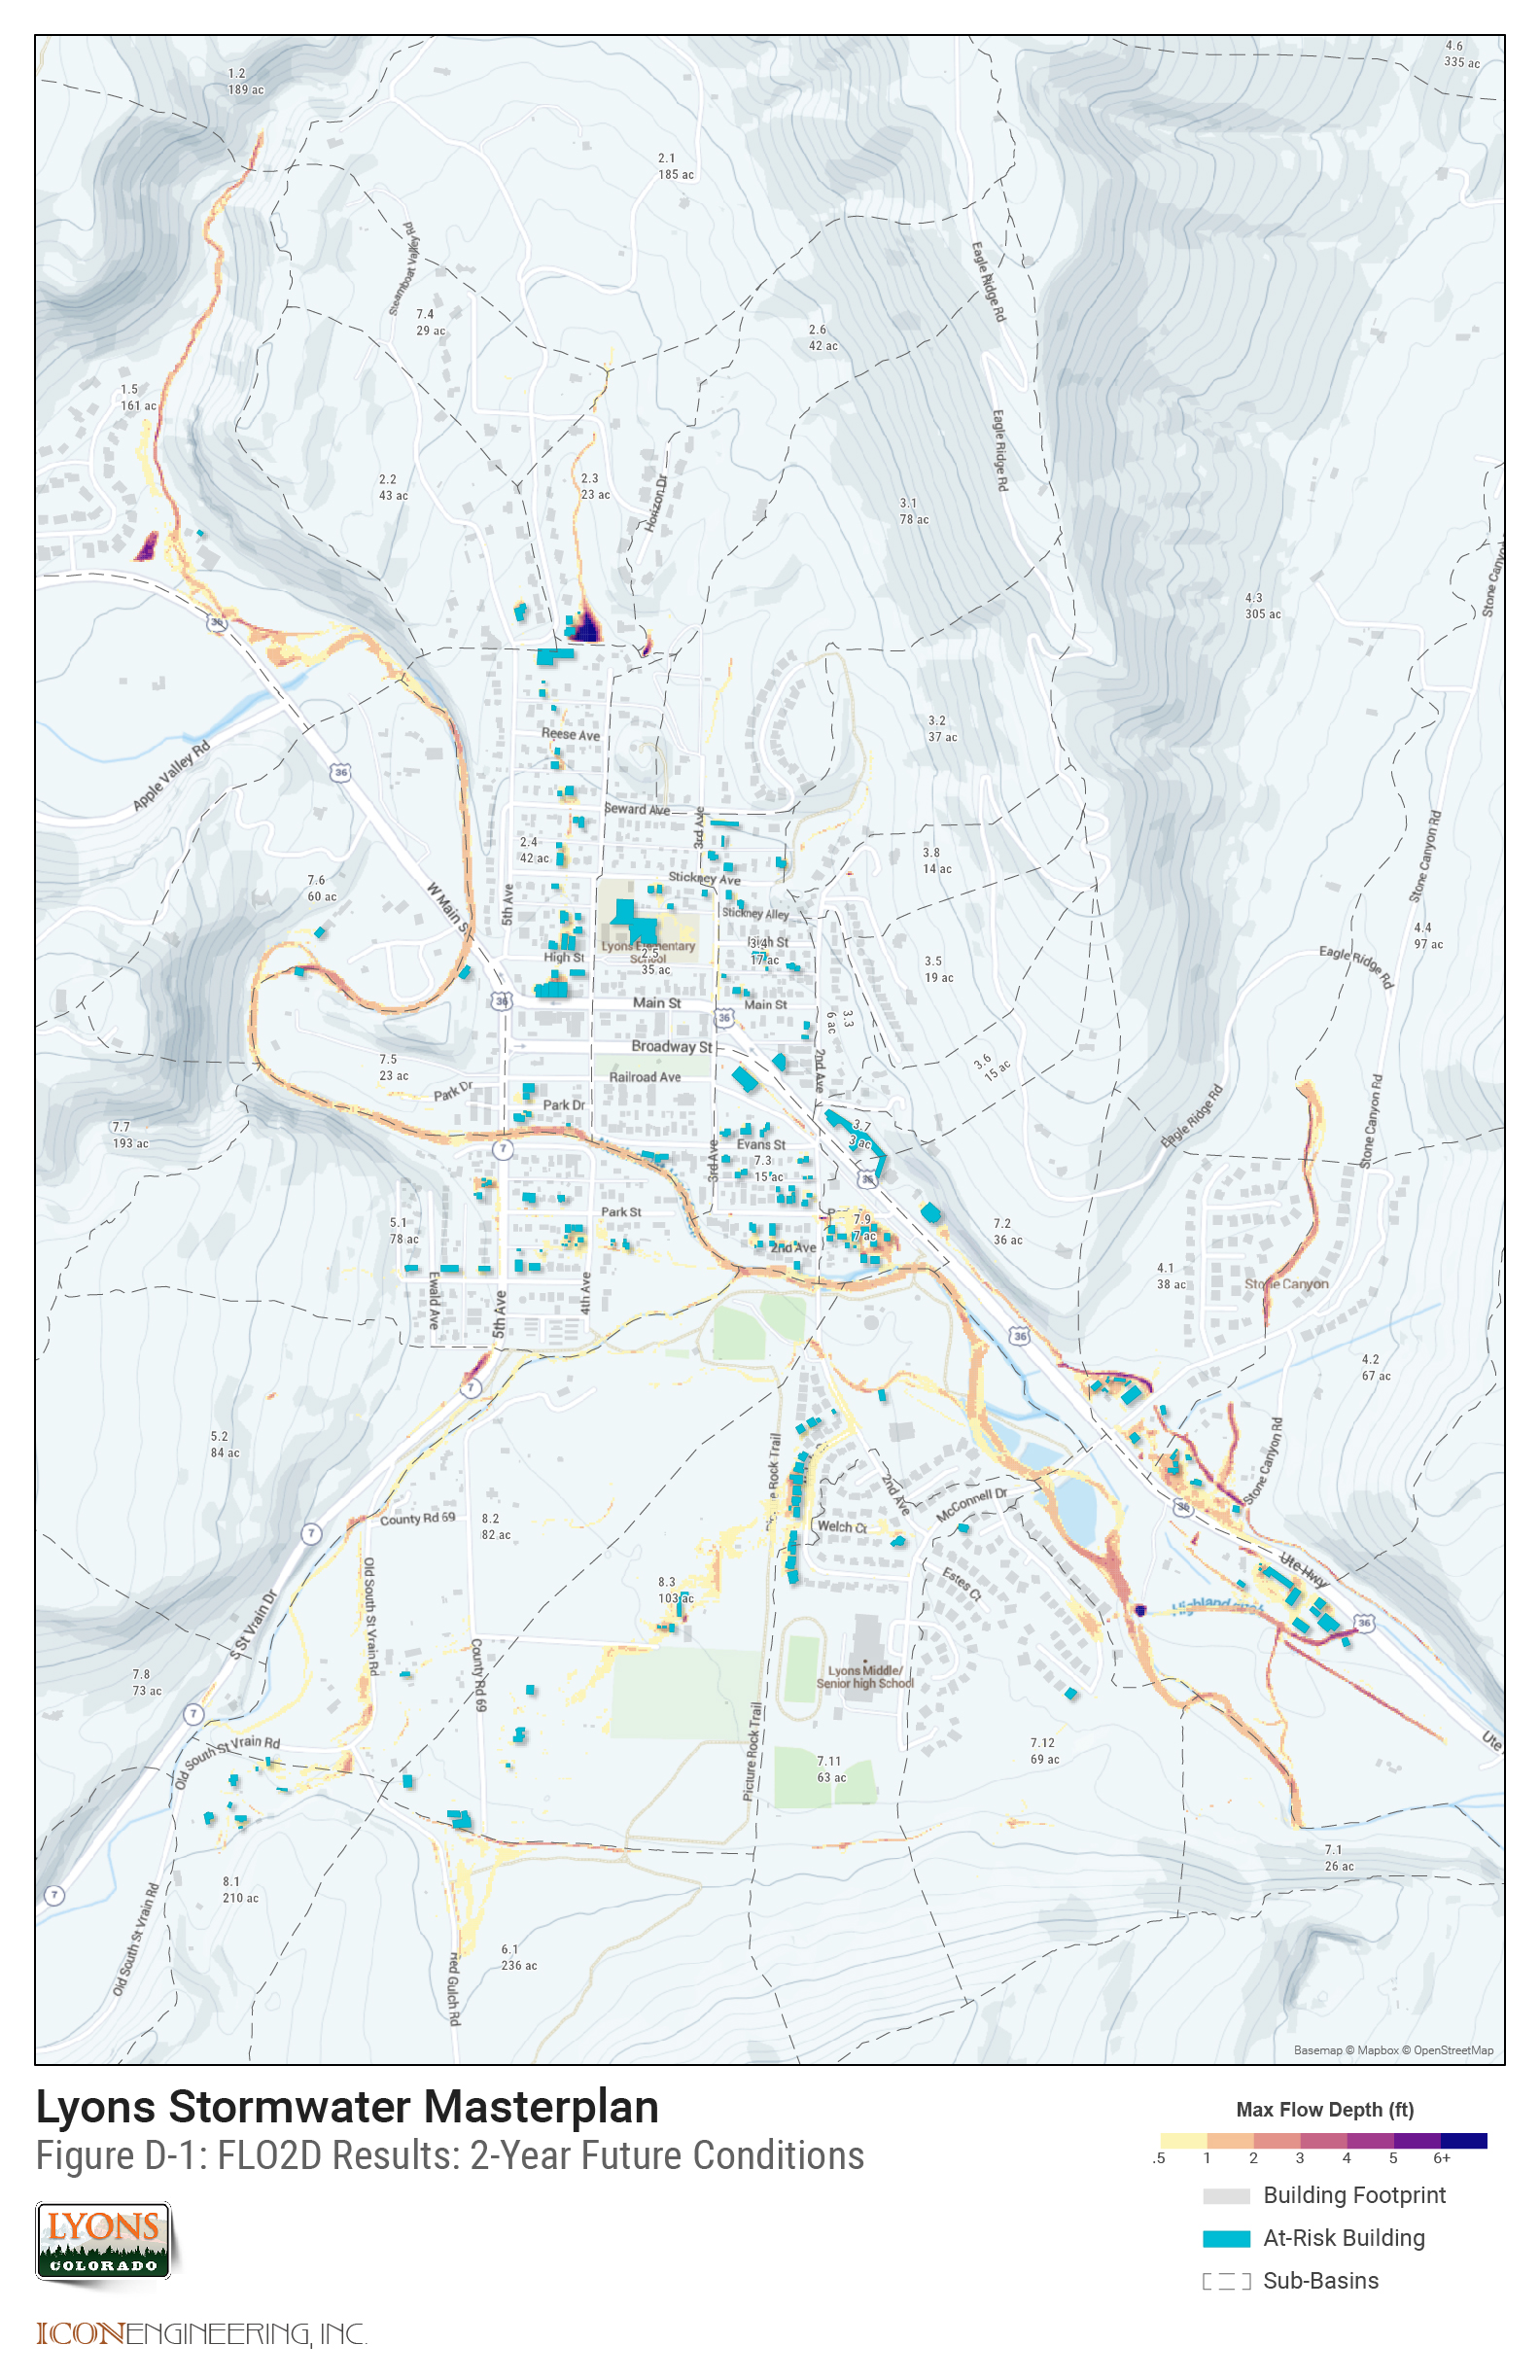 1.2
189 ac
4.6
335 ac
2.1
185 ac
Steamboat Valley Rd
Eagle Ridge Rd
7.4
29 ac
2.6
42 ac
1.5
161 ac
Eagle Ridge Rd
2.2
43 ac
2.3
23 ac
Horizon Dr
3.1
78 ac
Stone Canyo
4.3
305 ac
36
3.2
37 ac
Reese Ave
Apple Valley Rd
36
Seward Ave
3rd Ave
2.4
42 ac
3.8
14 ac
Stone Canyon Rd
7.6
60 ac
W Main St
5th Ave
Stickney Ave
Stickney Alley
4.4
97 ac
High St
Lyons Elementary
School
2.5
35 ac
High St
3.4
17 ac
3.5
19 ac
Eagle Ridge Rd
36
Main St
Main St
36
3.3
6 ac
Broadway St
2nd Ave
7.5
23 ac
Park Dr
Railroad Ave
3.6
15 ac
Park Dr
Eagle Ridge Rd
Stone Canyon Rd
7.7
193 ac
7
Evans St
3.7
3 ac
3rd Ave
7.3
15 ac
36
5.1
78 ac
Park St
7.9
7 ac
7.2
36 ac
2nd Ave
4.1
38 ac
Stone Canyon
Ewald Ave
5th Ave
4th Ave
36
4.2
67 ac
7
5.2
84 ac
Rock Trail
2nd Ave
Stone Canyon Rd
McConnell Dr
36
7
County Rd 69
8.2
82 ac
Welch Ct
Ute Hwy
Old South St Vrain Rd
8.3
103 ac
Estes Ct
Highland
36
S St Vrain Dr
County Rd 69
Lyons Middle/
Senior high School
7.8
73 ac
7
Old South St Vrain Rd
Picture Rock Trail
7.11
63 ac
7.12
69 ac
Ute
7.1
26 ac
7
8.1
210 ac
Old South St Vrain Rd
6.1
236 ac
Red Gulch Rd
Basemap © Mapbox © OpenStreetMap
Lyons Stormwater Masterplan
Figure D-1: FLO2D Results: 2-Year Future Conditions
Max Flow Depth (ft)
.5 1 2 3 4 5 6+
Building Footprint
At-Risk Building
Sub-Basins
LYONS
COLORADO
ICON ENGINEERING, INC.